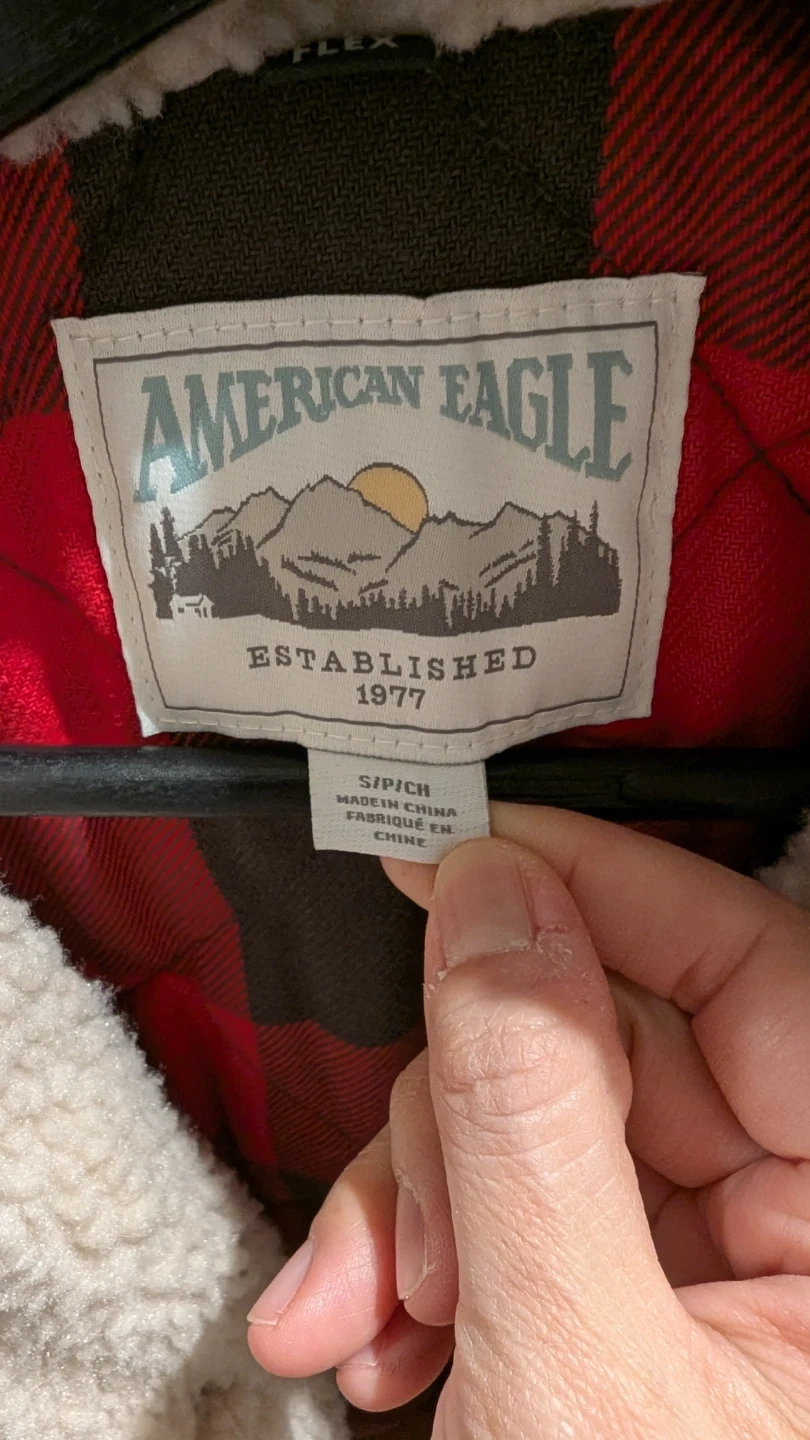 FLEX
AMERICAN EAGLE
ESTABLISHED
1977
S/P/CH
MADE IN CHINA
FABRIQUÉ EN
CHINE